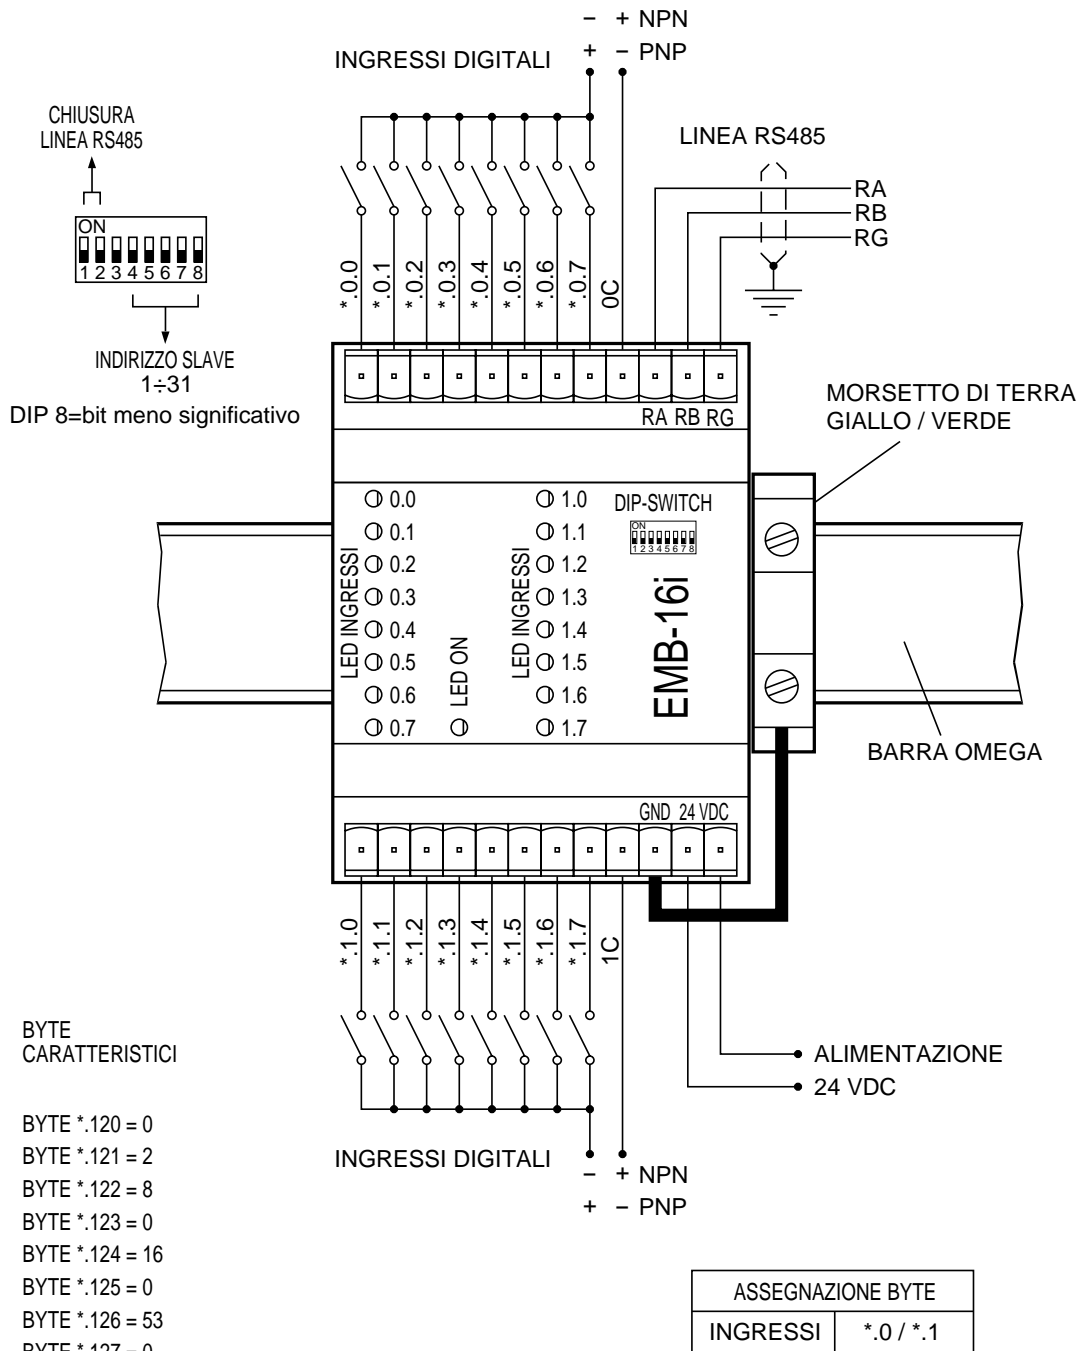 − + NPN
INGRESSI DIGITALI + − PNP
CHIUSURA
LINEA RS485
LINEA RS485
RA
RB
RG
ON
1 2 3 4 5 6 7 8
*.0.0 *.0.1 *.0.2 *.0.3 *.0.4 *.0.5 *.0.6 *.0.7 0C
INDIRIZZO SLAVE
1÷31
DIP 8=bit meno significativo
RA RB RG
MORSETTO DI TERRA
GIALLO / VERDE
LED INGRESSI
0.0
0.1
0.2
0.3
0.4
0.5
0.6
0.7
LED ON
LED INGRESSI
1.0
1.1
1.2
1.3
1.4
1.5
1.6
1.7
DIP-SWITCH
ON
1 2 3 4 5 6 7 8
EMB-16i
BARRA OMEGA
GND 24 VDC
*.1.0 *.1.1 *.1.2 *.1.3 *.1.4 *.1.5 *.1.6 *.1.7 1C
ALIMENTAZIONE
24 VDC
INGRESSI DIGITALI
− + NPN
+ − PNP
BYTE
CARATTERISTICI
BYTE *.120 = 0
BYTE *.121 = 2
BYTE *.122 = 8
BYTE *.123 = 0
BYTE *.124 = 16
BYTE *.125 = 0
BYTE *.126 = 53
BYTE *.127 = 0
ASSEGNAZIONE BYTE
INGRESSI *.0 / *.1